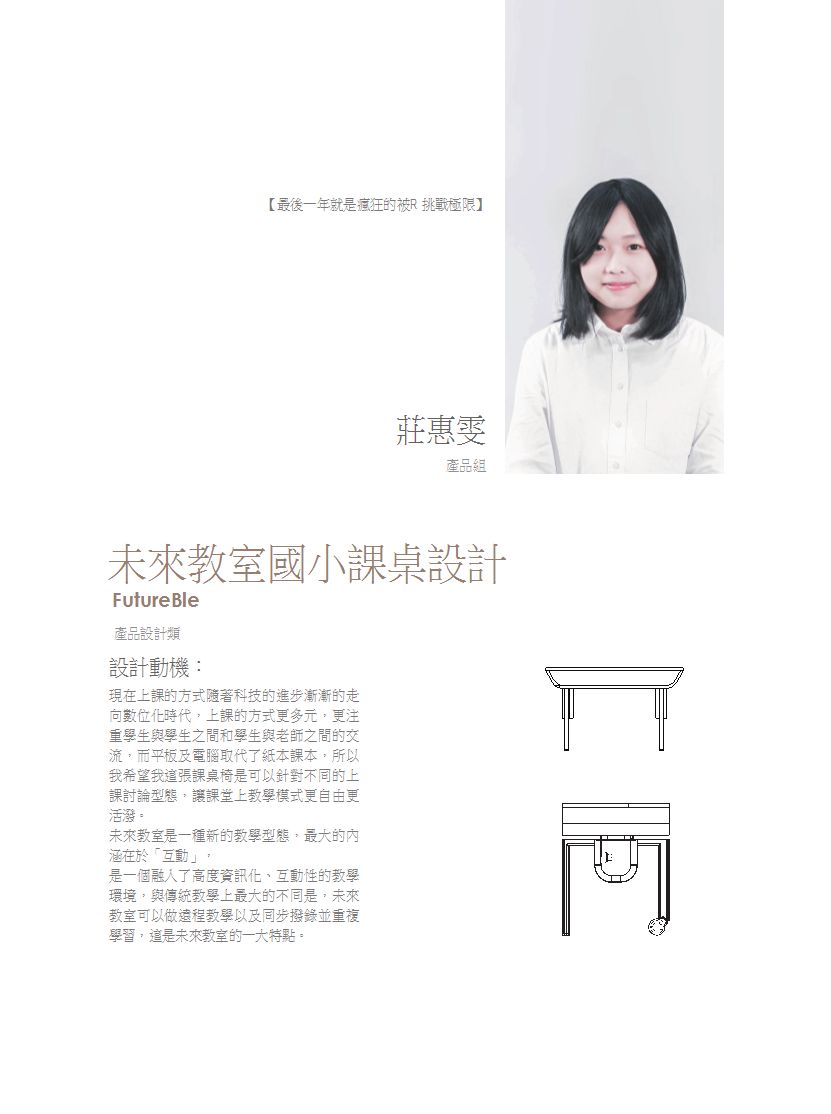 【最後一年就是瘋狂的被R 挑戰極限】
莊惠雯
產品組
未來教室國小課桌設計
FutureBle
產品設計類
設計動機：
現在上課的方式隨著科技的進步漸漸的走
向數位化時代，上課的方式更多元，更注
重學生與學生之間和學生與老師之間的交
流，而平板及電腦取代了紙本課本，所以
我希望我這張課桌椅是可以針對不同的上
課討論型態，讓課堂上教學模式更自由更
活潑。
未來教室是一種新的教學型態，最大的內
涵在於「互動」，
是一個融入了高度資訊化、互動性的教學
環境，與傳統教學上最大的不同是，未來
教室可以做遠程教學以及同步撥錄並重複
學習，這是未來教室的一大特點。